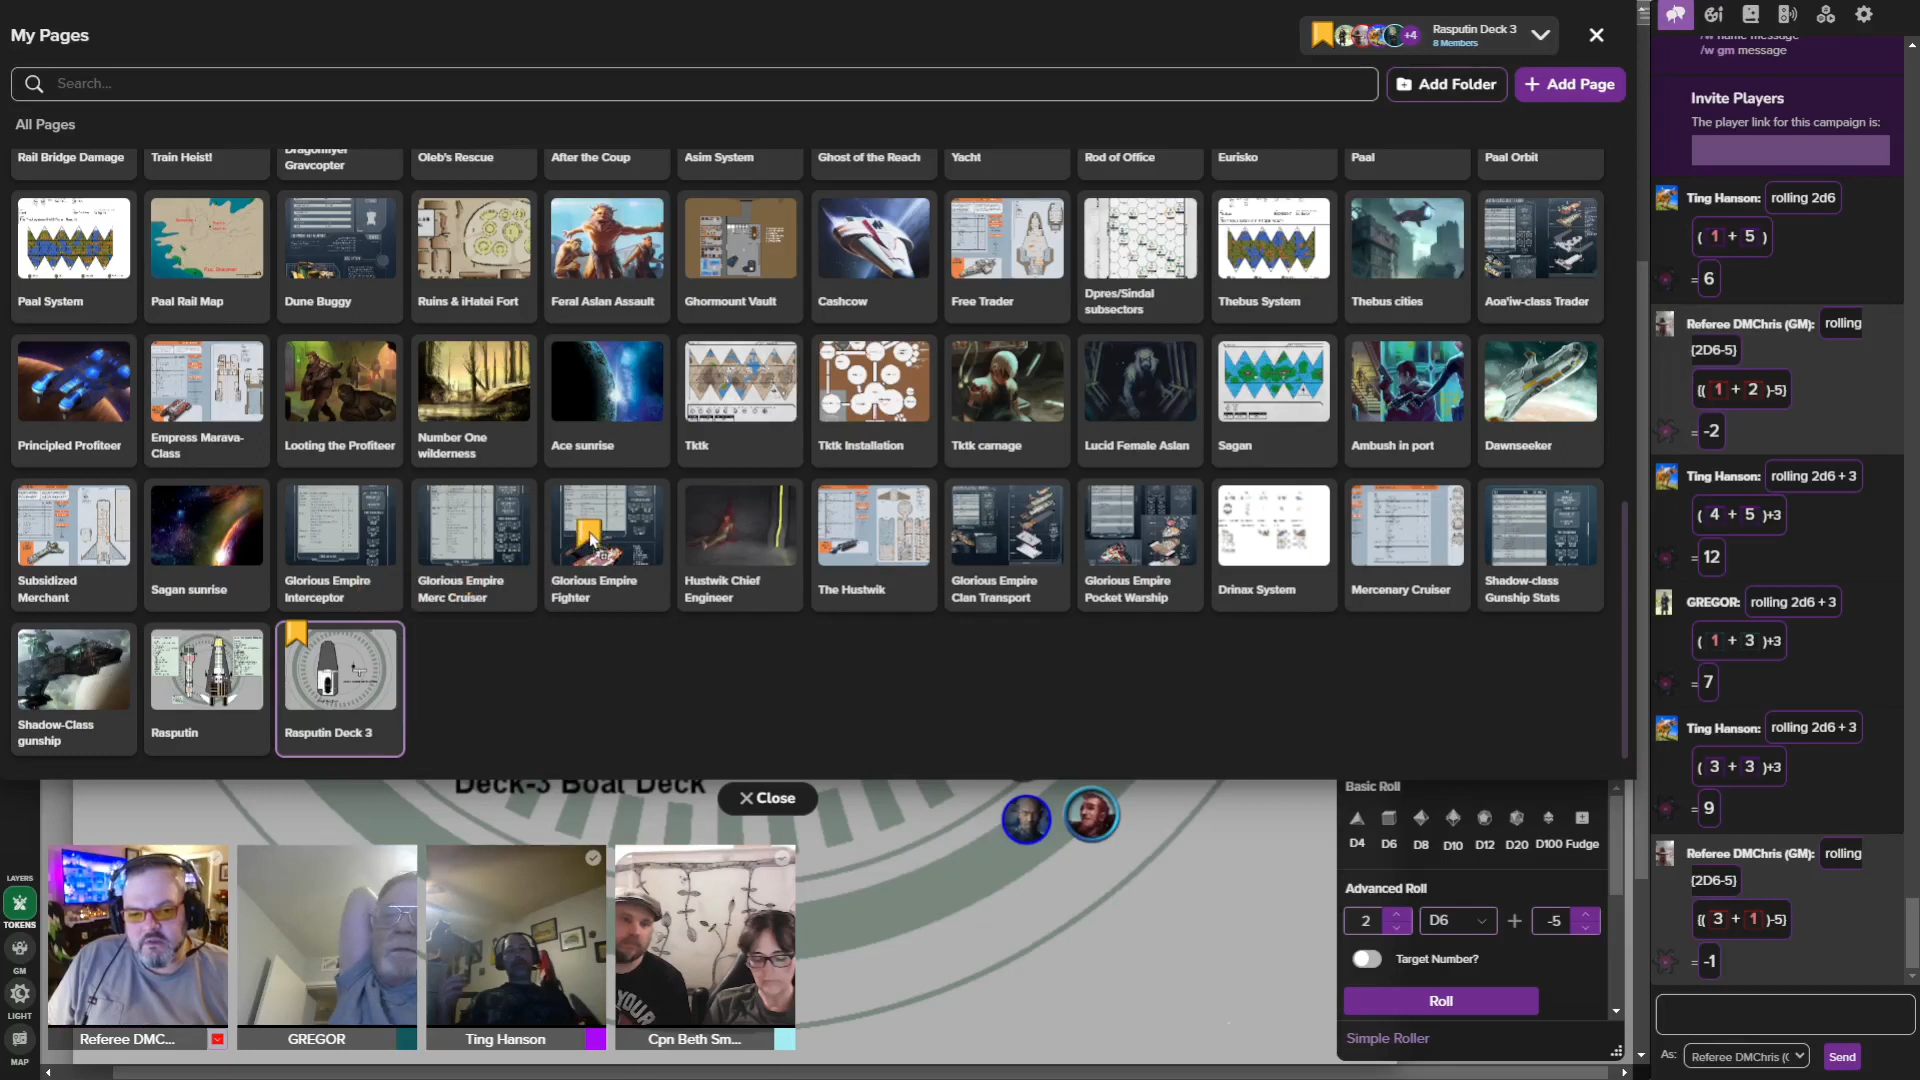 My Pages
+4
Rasputin Deck 3
8 Members
Search...
Add Folder
Add Page
All Pages
Rail Bridge Damage
Train Heist!
Dragonflyer
Gravcopter
Oleb's Rescue
After the Coup
Asim System
Ghost of the Reach
Yacht
Rod of Office
Eurisko
Paal
Paal Orbit
Paal System
Paal Rail Map
Dune Buggy
Ruins & iHatei Fort
Feral Aslan Assault
Ghormount Vault
Cashcow
Free Trader
Dpres/Sindal
subsectors
Thebus System
Thebus cities
Aoa'iw-class Trader
Principled Profiteer
Empress Marava-
Class
Looting the Profiteer
Number One
wilderness
Ace sunrise
Tktk
Tktk Installation
Tktk carnage
Lucid Female Aslan
Sagan
Ambush in port
Dawnseeker
Subsidized
Merchant
Sagan sunrise
Glorious Empire
Interceptor
Glorious Empire
Merc Cruiser
Glorious Empire
Fighter
Hustwik Chief
Engineer
The Hustwik
Glorious Empire
Clan Transport
Glorious Empire
Pocket Warship
Drinax System
Mercenary Cruiser
Shadow-class
Gunship Stats
Shadow-Class
gunship
Rasputin
Rasputin Deck 3
Deck-3 Boat Deck
Close
LAYERS
TOKENS
GM
LIGHT
MAP
YOUR
Referee DMC...
GREGOR
Ting Hanson
Cpn Beth Sm...
Basic Roll
D4
D6
D8
D10
D12
D20
D100
Fudge
Advanced Roll
2
D6
+
-5
Target Number?
Roll
Simple Roller
/w name message
/w gm message
Invite Players
The player link for this campaign is:
Ting Hanson: rolling 2d6
( 1 + 5 )
= 6
Referee DMChris (GM): rolling
{2D6-5}
{( 1 + 2 )-5}
= -2
Ting Hanson: rolling 2d6 + 3
( 4 + 5 )+3
= 12
GREGOR: rolling 2d6 + 3
( 1 + 3 )+3
= 7
Ting Hanson: rolling 2d6 + 3
( 3 + 3 )+3
= 9
Referee DMChris (GM): rolling
{2D6-5}
{( 3 + 1 )-5}
= -1
As:
Referee DMChris (
Send